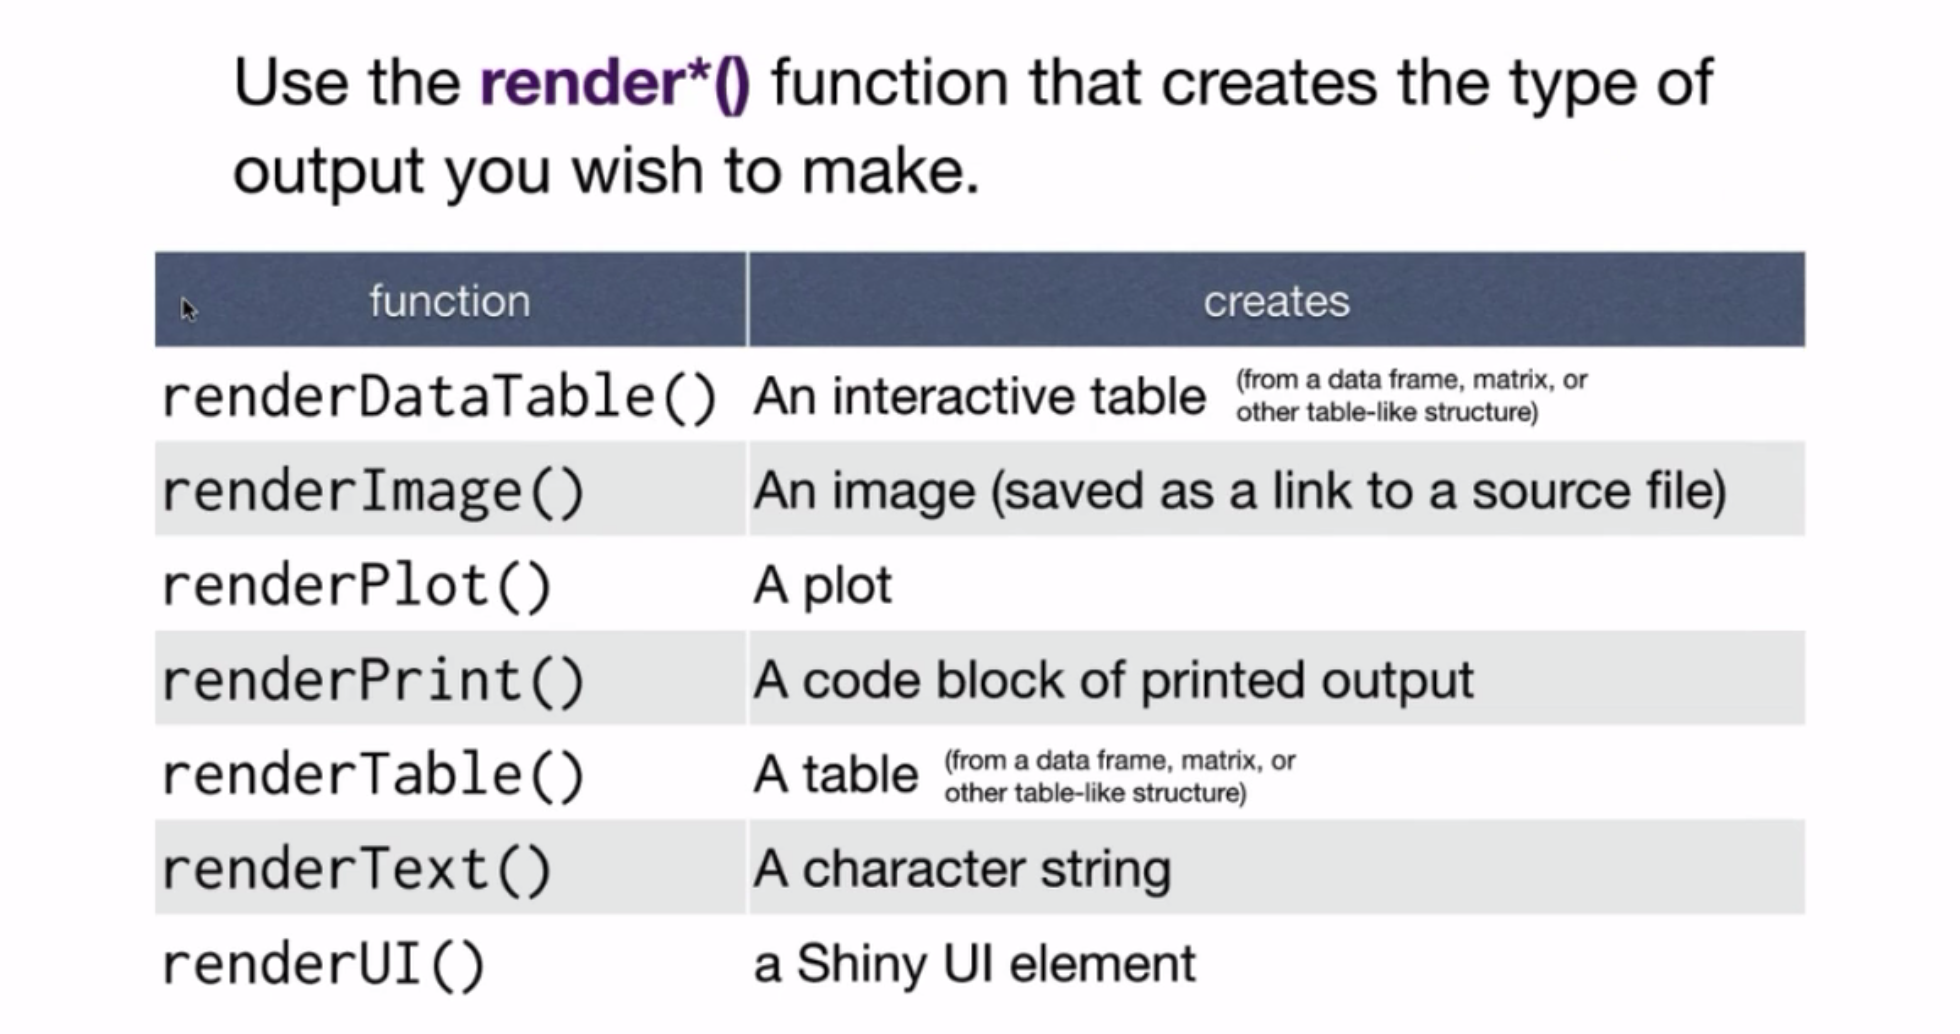 Use the render*() function that creates the type of
output you wish to make.
function creates
renderDataTable() An interactive table (from a data frame, matrix, or
other table-like structure)
renderImage() An image (saved as a link to a source file)
renderPlot() A plot
renderPrint() A code block of printed output
renderTable() A table (from a data frame, matrix, or
other table-like structure)
renderText() A character string
renderUI() a Shiny UI element